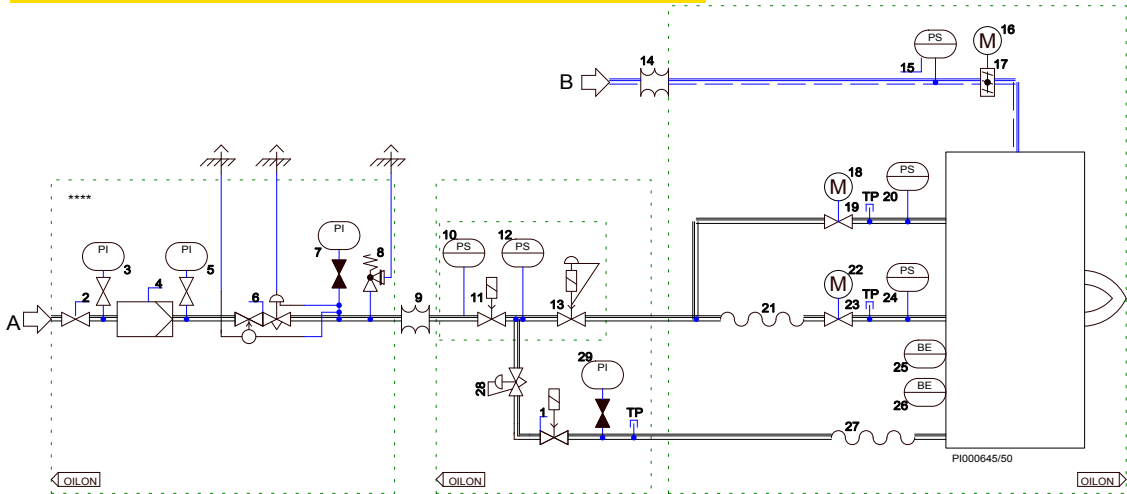 M 16
PS
15 17
14
B
M 18
PS
TP 20
19
****
PI
7
8
PI
3
PI
5
4
2
6
9
A
10 PS
12 PS
11
13
M 22
PS
TP 24
23
21
BE
25
BE
26
28
29 PI
1
TP
27
PI000645/50
OILON
OILON
OILON